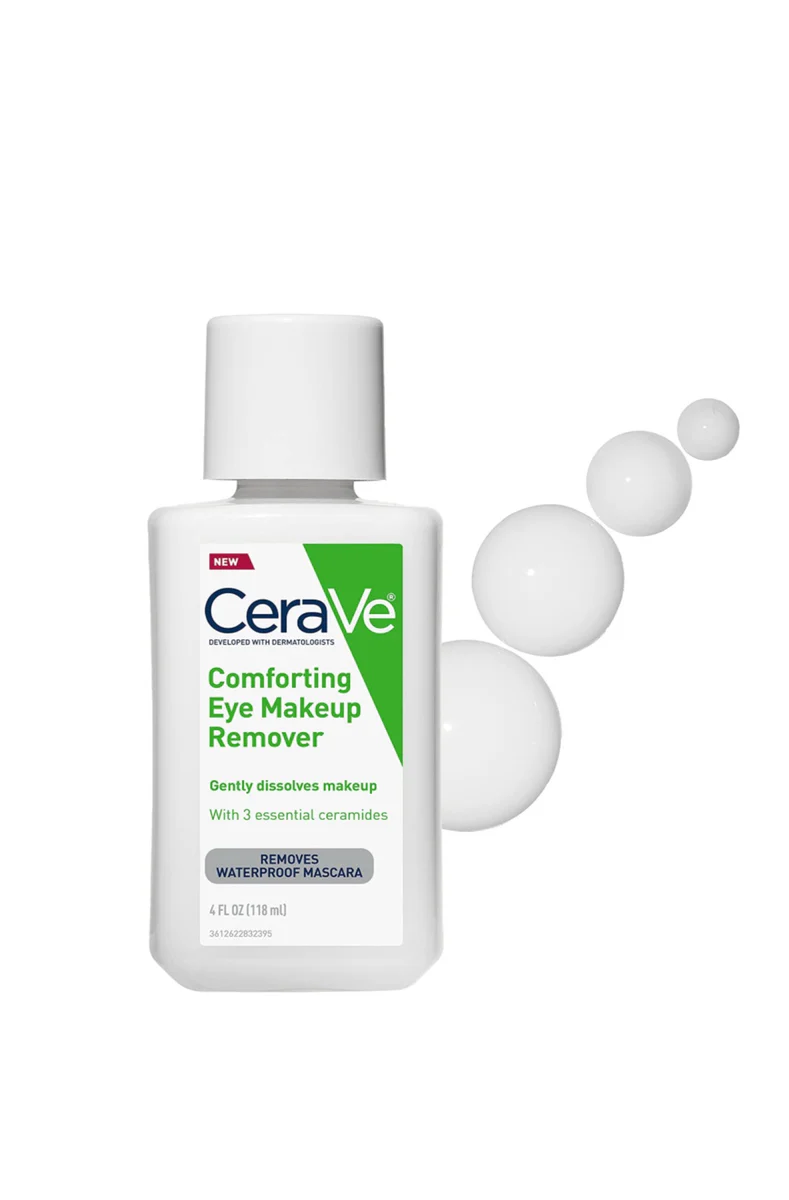 NEW
CeraVe®
DEVELOPED WITH DERMATOLOGISTS
Comforting
Eye Makeup
Remover
Gently dissolves makeup
With 3 essential ceramides
REMOVES
WATERPROOF MASCARA
4 FL OZ (118 ml)
3612622832395